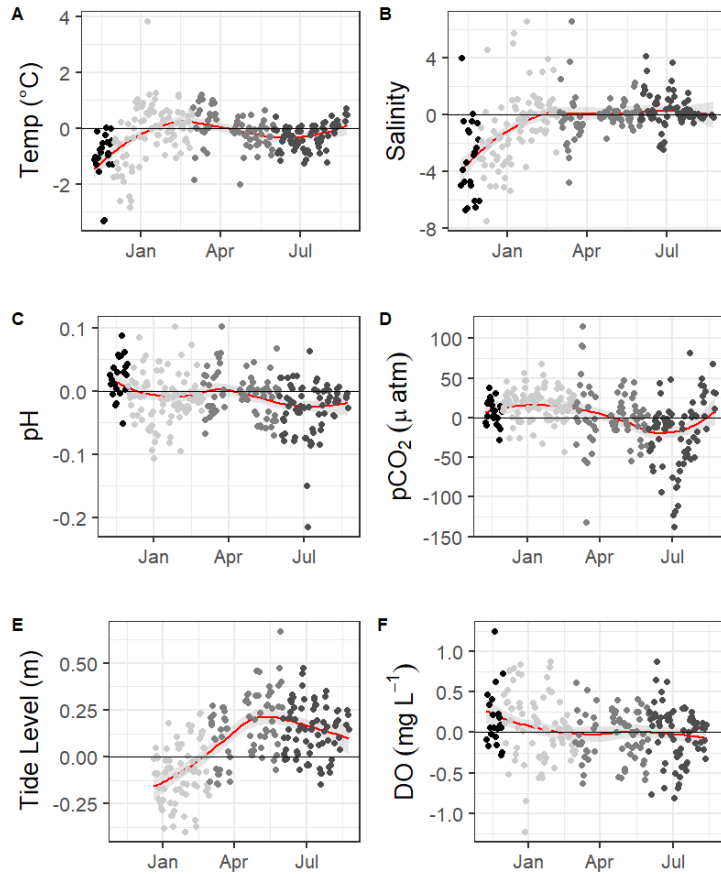 A
Temp (°C)
4
2
0
-2
Jan Apr Jul
B
Salinity
4
0
-4
-8
Jan Apr Jul
C
pH
0.1
0.0
-0.1
-0.2
Jan Apr Jul
D
pCO₂ (μ atm)
100
50
0
-50
-100
-150
Jan Apr Jul
E
Tide Level (m)
0.50
0.25
0.00
-0.25
Jan Apr Jul
F
DO (mg L⁻¹)
1.0
0.5
0.0
-0.5
-1.0
Jan Apr Jul